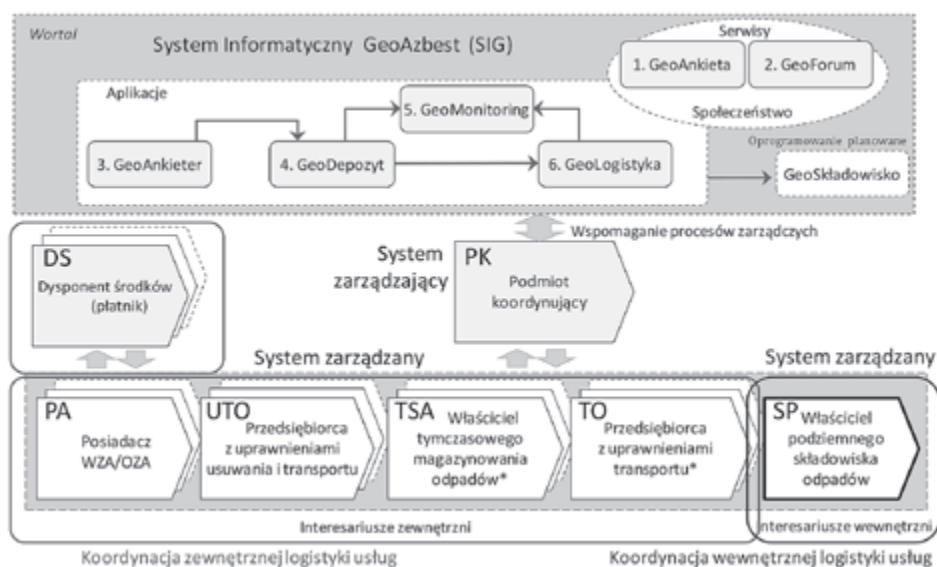 Wortal
System Informatyczny GeoAzbest (SIG)
Serwisy
1. GeoAnkieta
2. GeoForum
Społeczeństwo
Aplikacje
5. GeoMonitoring
3. GeoAnkieter
4. GeoDepozyt
6. GeoLogistyka
Oprogramowanie planowane
GeoSkładowisko
Wspomaganie procesów zarządczych
DS
Dysponent środków
(płatnik)
System
zarządzający
PK
Podmiot
koordynujący
System zarządzany
System zarządzany
PA
Posiadacz
WZA/OZA
UTO
Przedsiębiorca
z uprawnieniami
usuwania i transportu
TSA
Właściciel
tymczasowego
magazynowania
odpadów*
TO
Przedsiębiorca
z uprawnieniami
transportu*
SP
Właściciel
podziemnego
składowiska
odpadów
Interesariusze zewnętrzni
nteresariusze wewnętrzni
Koordynacja zewnętrznej logistyki usług
Koordynacja wewnętrznej logistyki usług